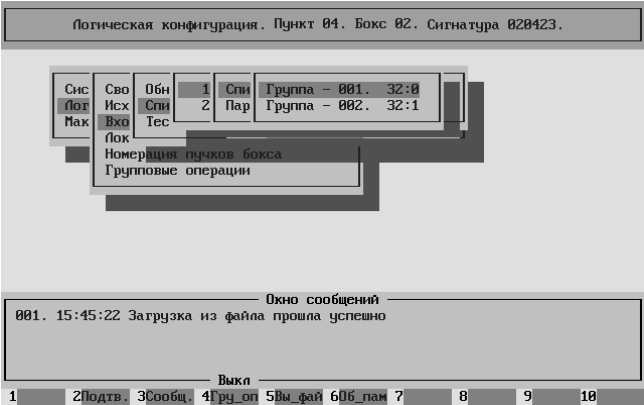 Логическая конфигурация. Пункт 04. Бокс 02. Сигнатура 020423.
Сис Сво Обн 1 Спи Группа - 001. 32:0
Лог Исх Спи 2 Пар Группа - 002. 32:1
Мак Вхо Тес
Лок
Номерация пучков бокса
Групповые операции
Окно сообщений
001. 15:45:22 Загрузка из файла прошла успешно
Выкл
1 2Подтв. 3Сообщ. 4Гру_оп 5Вы_фай 6Об_пам 7 8 9 10